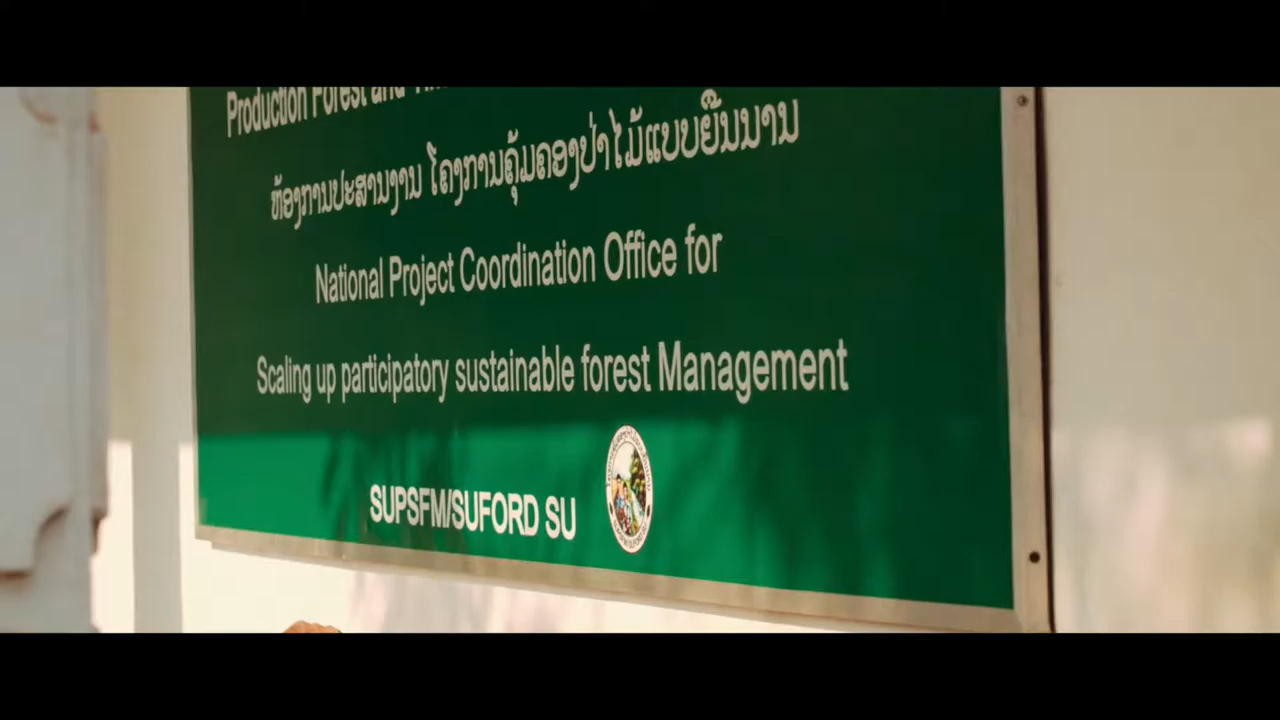 Production Forest and
ຫ້ອງການປະສານງານ ໂຄງການຄຸ້ມຄອງປ່າໄມ້ແບບຍືນນານ
National Project Coordination Office for
Scaling up participatory sustainable forest Management
SUPSFM/SUFORD SU